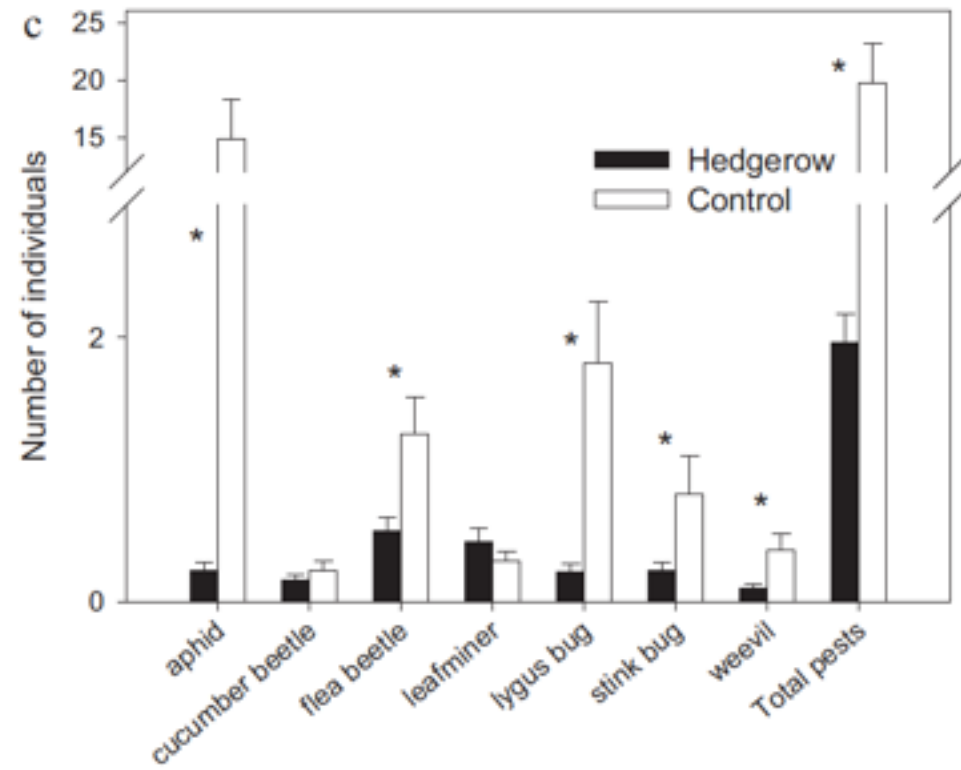 c
25
20
15
2
0
Number of individuals
Hedgerow
Control
*
*
*
*
*
*
aphid
cucumber beetle
flea beetle
leafminer
lygus bug
stink bug
weevil
Total pests